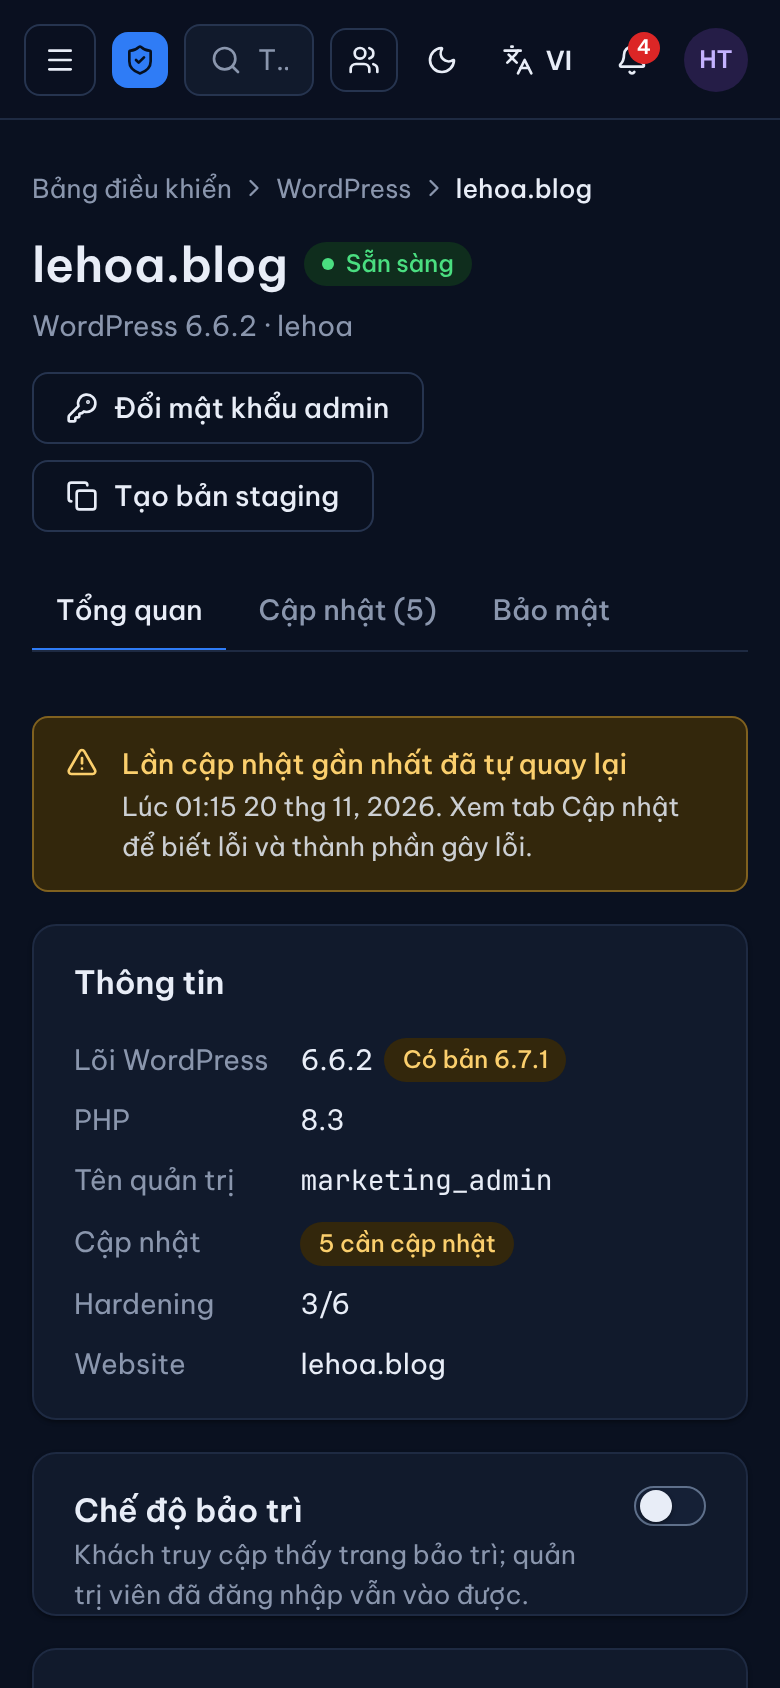 T..
VI
4
HT
Bảng điều khiển > WordPress > lehoa.blog
lehoa.blog
Sẵn sàng
WordPress 6.6.2 · lehoa
Đổi mật khẩu admin
Tạo bản staging
Tổng quan
Cập nhật (5)
Bảo mật
Lần cập nhật gần nhất đã tự quay lại
Lúc 01:15 20 thg 11, 2026. Xem tab Cập nhật
để biết lỗi và thành phần gây lỗi.
Thông tin
Lõi WordPress 6.6.2 Có bản 6.7.1
PHP 8.3
Tên quản trị marketing_admin
Cập nhật 5 cần cập nhật
Hardening 3/6
Website lehoa.blog
Chế độ bảo trì
Khách truy cập thấy trang bảo trì; quản
trị viên đã đăng nhập vẫn vào được.